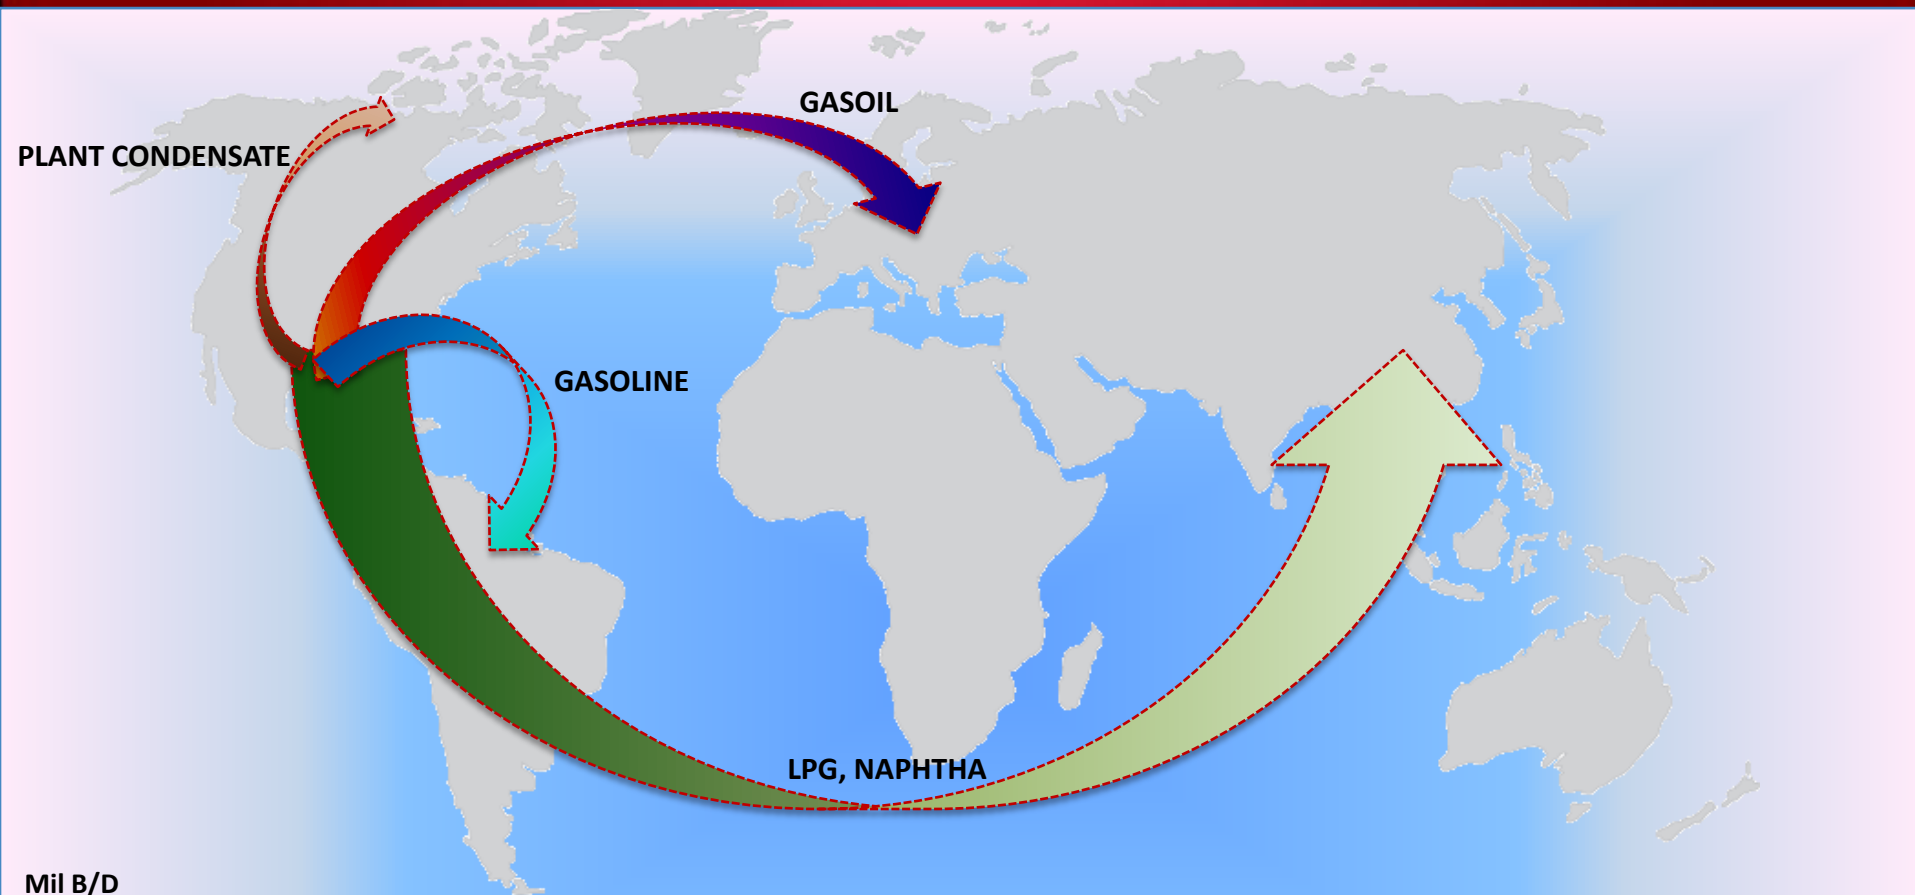 GASOIL
PLANT CONDENSATE
GASOLINE
LPG, NAPHTHA
Mil B/D